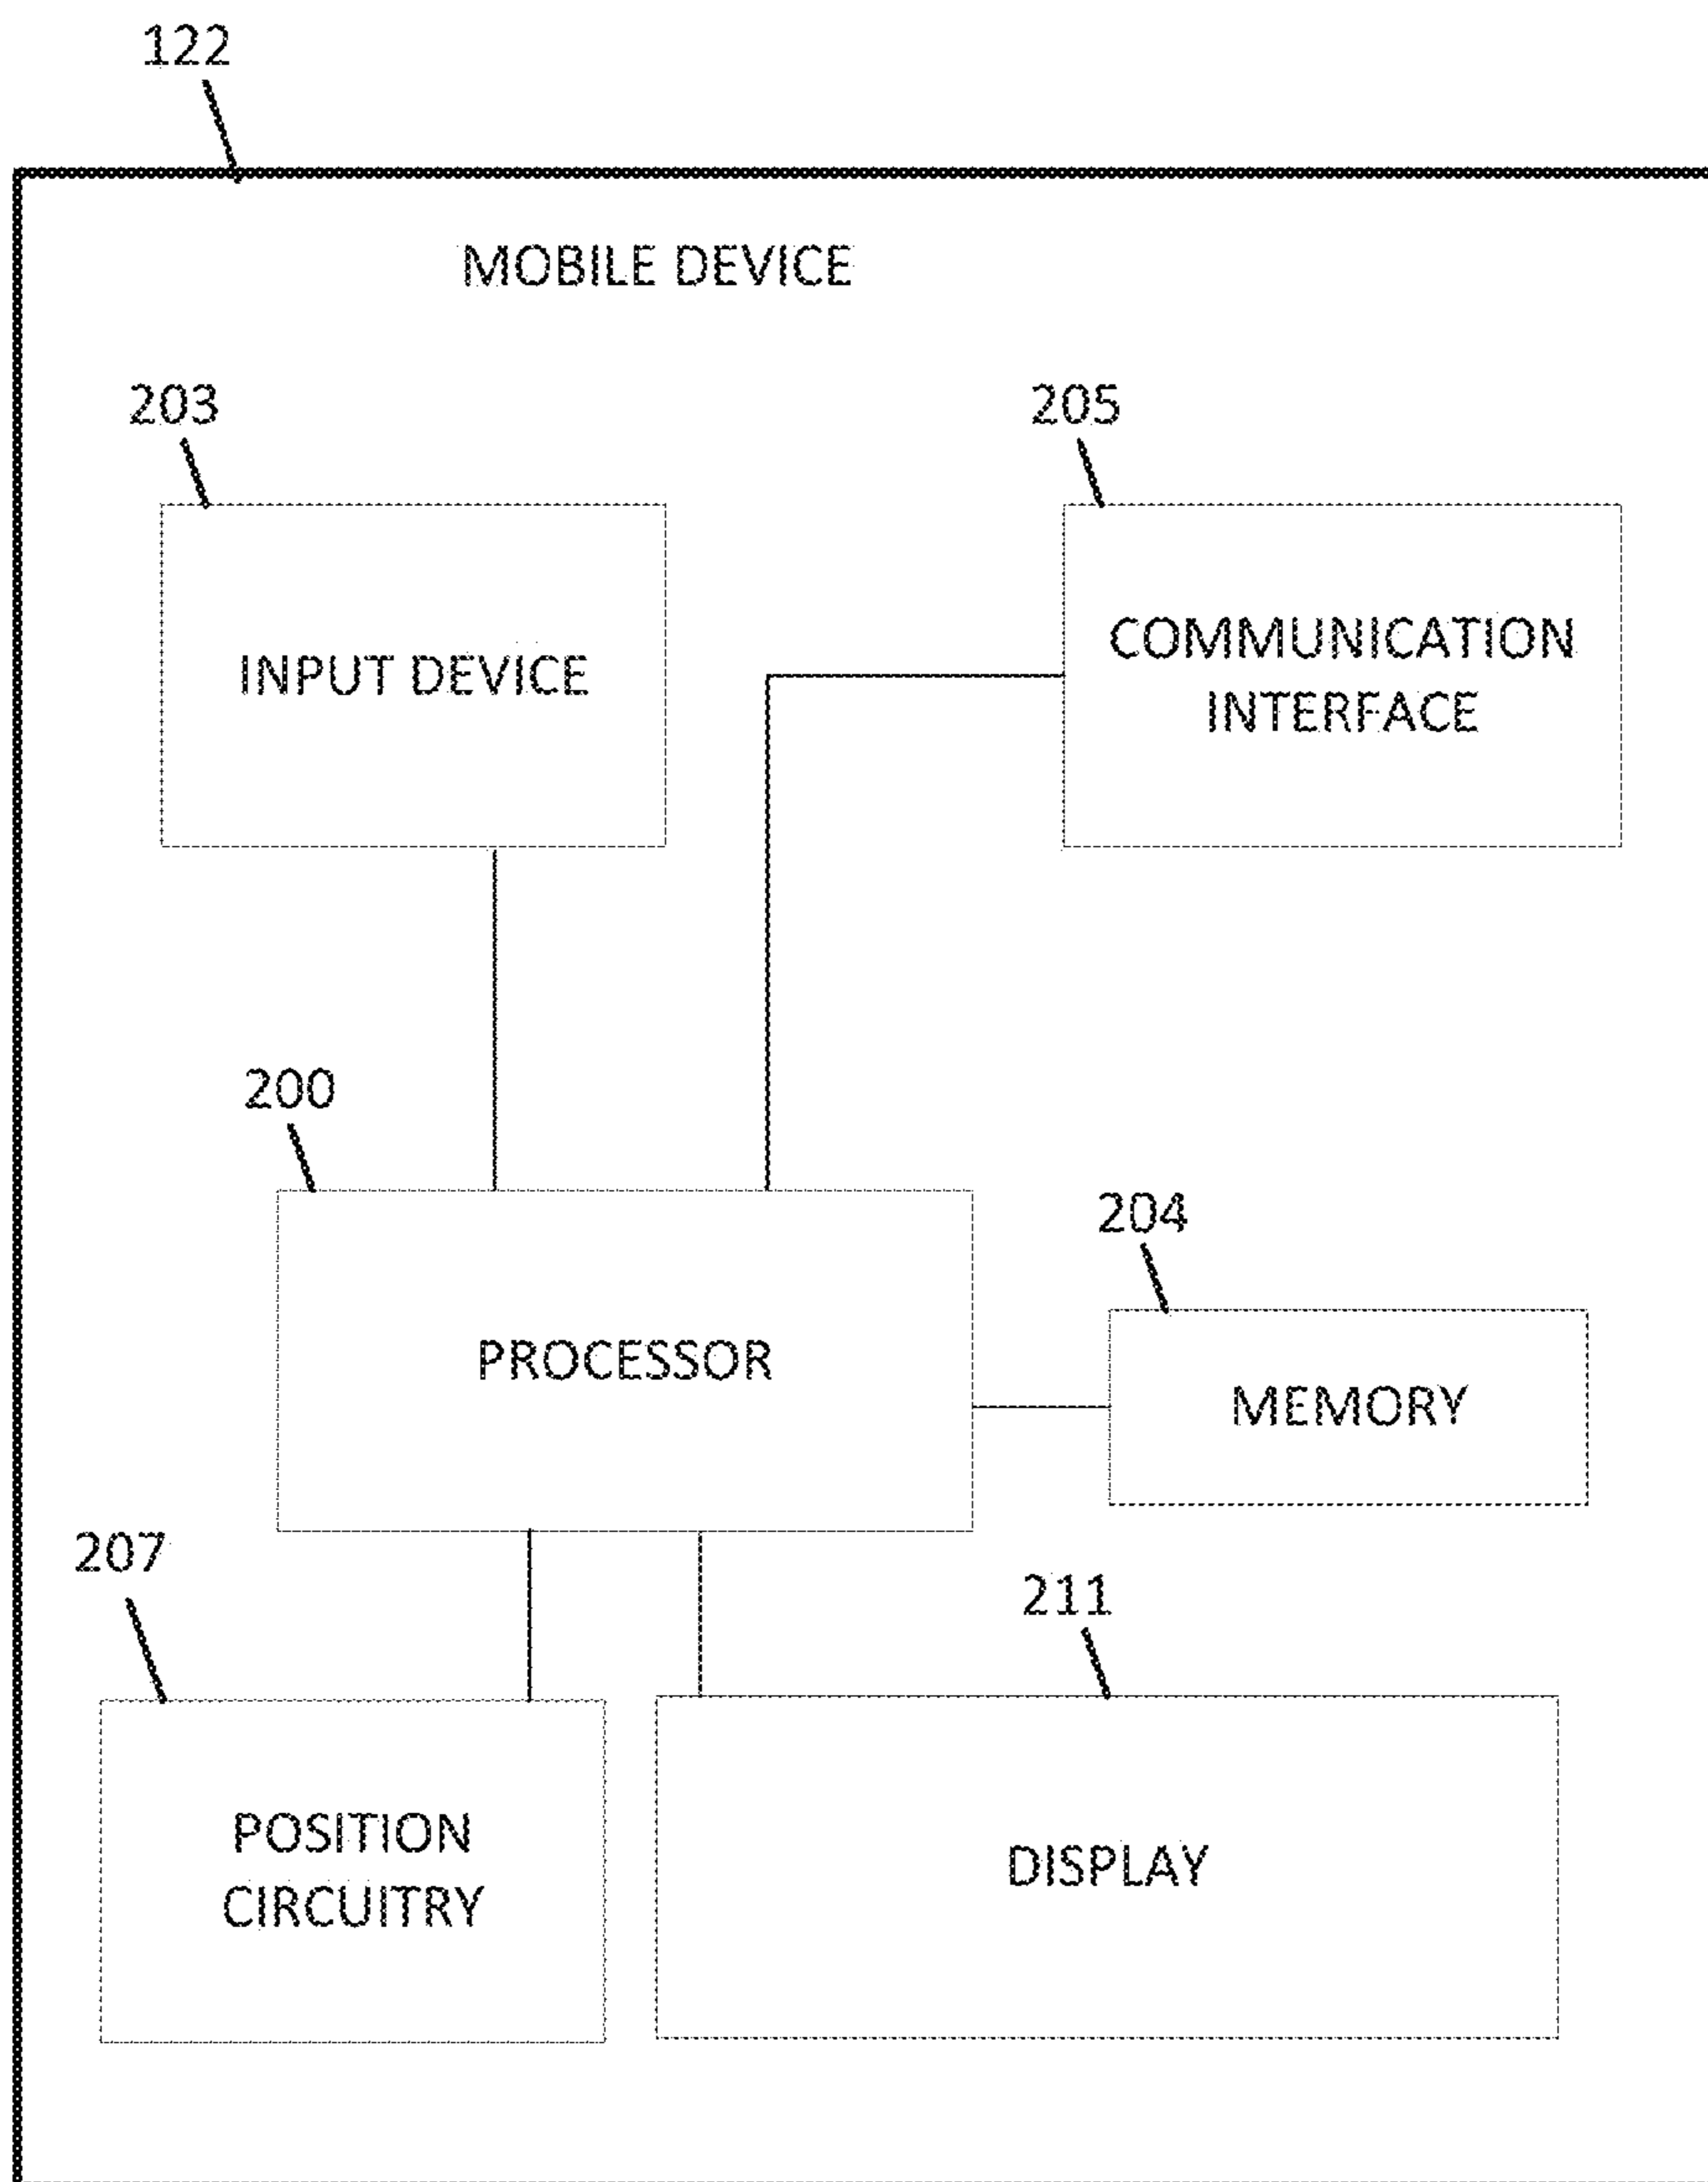 122
MOBILE DEVICE
203
205
INPUT DEVICE
COMMUNICATION
INTERFACE
200
204
PROCESSOR
MEMORY
207
211
POSITION
CIRCUITRY
DISPLAY